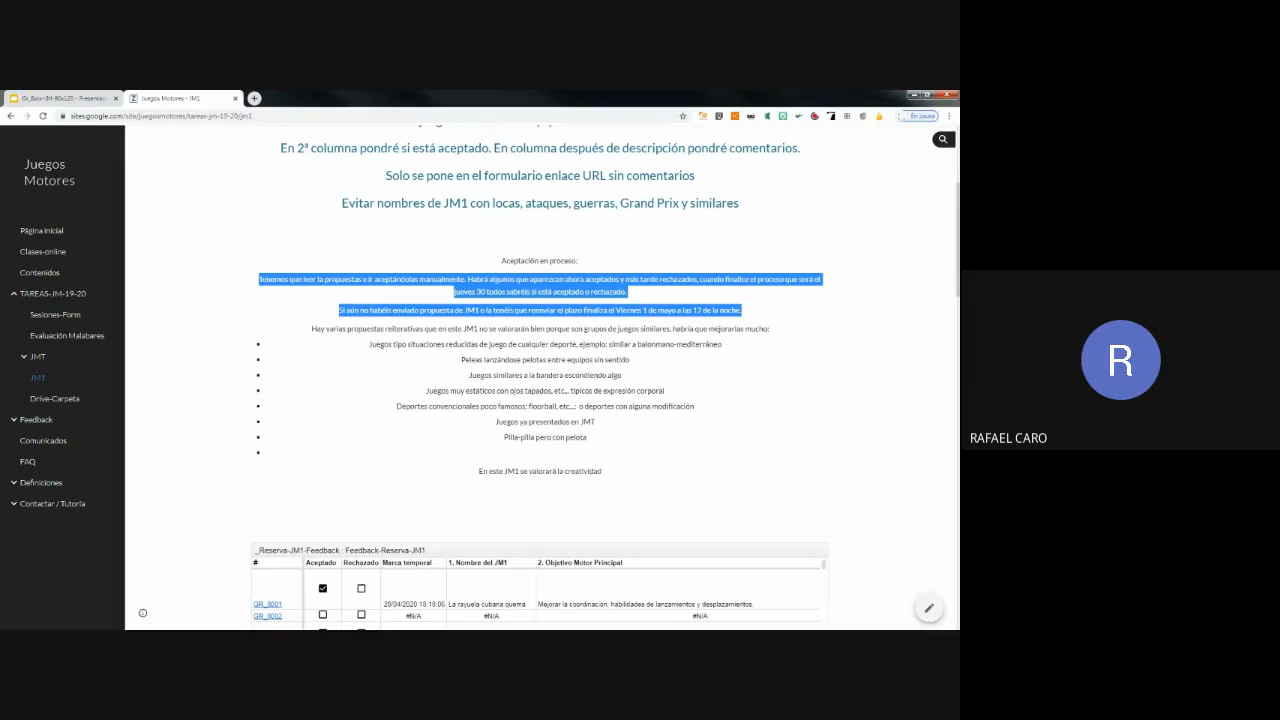 Gr_8xxx-JM-90x120 - Presentaci
Juegos Motores - JM1
sites.google.com/site/juegosmotores/tareas-jm-19-20/jm1
En pausa
Juegos
Motores
Página inicial
Clases-online
Contenidos
TAREAS-JM-19-20
Sesiones-Form
Evaluación Malabares
JMT
JM1
Drive-Carpeta
Feedback
Comunicados
FAQ
Definiciones
Contactar / Tutoría
En 2ª columna pondré si está aceptado. En columna después de descripción pondré comentarios.
Solo se pone en el formulario enlace URL sin comentarios
Evitar nombres de JM1 con locas, ataques, guerras, Grand Prix y similares
Aceptación en proceso:
Tenemos que leer la propuestas e ir aceptándolas manualmente. Habrá algunos que aparezcan ahora aceptados y más tarde rechazados, cuando finalice el proceso que será el
jueves 30 todos sabréis si está aceptado o rechazado.
Si aún no habéis enviado propuesta de JM1 o la tenéis que reenviar el plazo finaliza el Viernes 1 de mayo a las 12 de la noche.
Hay varias propuestas reiterativas que en este JM1 no se valorarán bien porque son grupos de juegos similares. habría que mejorarlas mucho:
Juegos tipo situaciones reducidas de juego de cualquier deporte, ejemplo: similar a balonmano-mediterráneo
Peleas lanzándose pelotas entre equipos sin sentido
Juegos similares a la bandera escondiendo algo
Juegos muy estáticos con ojos tapados, etc... típicos de expresión corporal
Deportes convencionales poco famosos: floorball, etc...; o deportes con alguna modificación
Juegos ya presentados en JMT
Pilla-pilla pero con pelota
En este JM1 se valorará la creatividad
_Reserva-JM1-Feedback : Feedback-Reserva-JM1
# Aceptado Rechazado Marca temporal 1. Nombre del JM1 2. Objetivo Motor Principal
GR_8001 28/04/2020 18:18:06 La rayuela cubana quema Mejorar la coordinación, habilidades de lanzamientos y desplazamientos.
GR_8002 #N/A #N/A #N/A
R
RAFAEL CARO